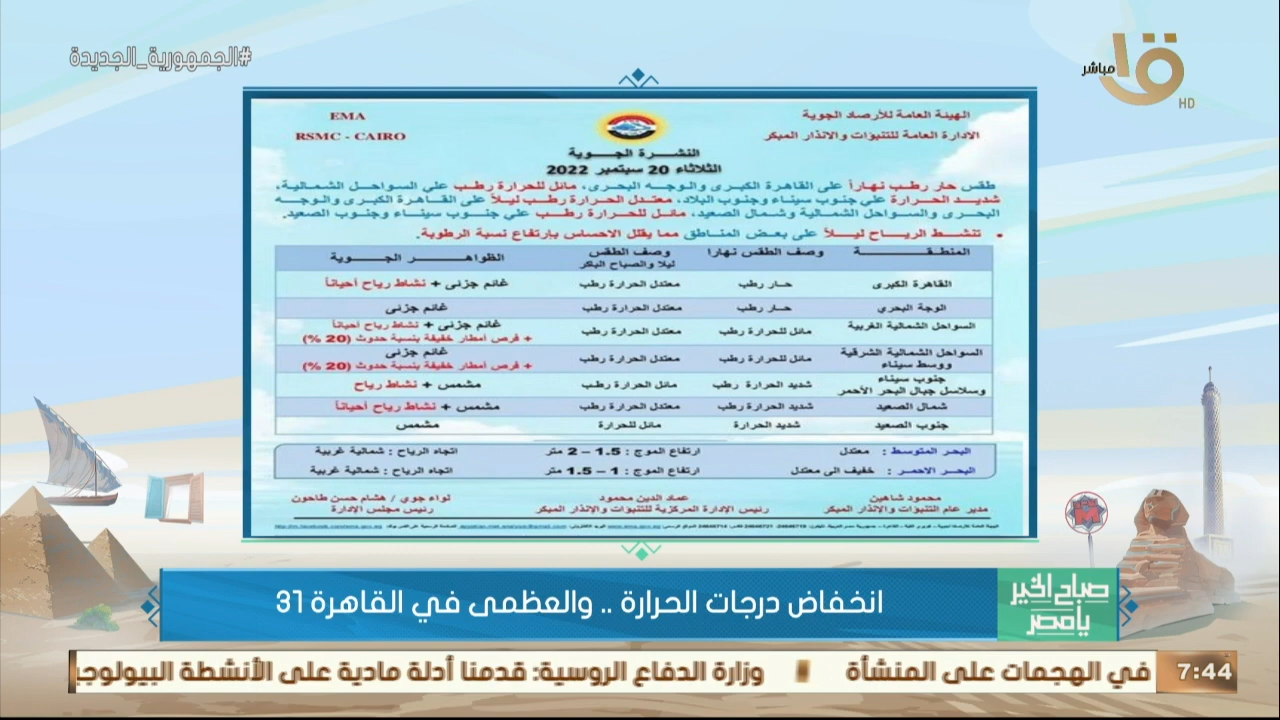 #الجمهورية_الجديدة
مباشر
HD
الهيئة العامة للأرصاد الجوية
EMA
الادارة العامة للتنبؤات والانذار المبكر
RSMC - CAIRO
النشرة الجوية
الثلاثاء 20 سبتمبر 2022
طقس حار رطب نهاراً على القاهرة الكبرى والوجه البحرى، مائل للحرارة رطب على السواحل الشمالية،
شديد الحرارة علي جنوب سيناء وجنوب البلاد، معتدل الحرارة رطب ليلاً على القاهرة الكبرى والوجه
البحرى والسواحل الشمالية وشمال الصعيد، مائل للحرارة رطب علي جنوب سيناء وجنوب الصعيد.
• تنشط الرياح ليلاً على بعض المناطق مما يقلل الاحساس بإرتفاع نسبة الرطوبة.
المنطقة وصف الطقس نهارا وصف الطقس ليلا والصباح الباكر الظواهر الجوية
القاهرة الكبرى حار رطب معتدل الحرارة رطب غائم جزئى + نشاط رياح أحياناً
الوجة البحري حار رطب معتدل الحرارة رطب غائم جزئى
السواحل الشمالية الغربية مائل للحرارة رطب معتدل الحرارة رطب غائم جزئى + نشاط رياح أحياناً
+ فرص أمطار خفيفة بنسبة حدوث (20 %)
السواحل الشمالية الشرقية ووسط سيناء مائل للحرارة رطب معتدل الحرارة رطب غائم جزئى
+ فرص أمطار خفيفة بنسبة حدوث (20 %)
جنوب سيناء وسلاسل جبال البحر الأحمر شديد الحرارة رطب مائل للحرارة رطب مشمس + نشاط رياح
شمال الصعيد شديد الحرارة رطب معتدل الحرارة رطب مشمس + نشاط رياح أحياناً
جنوب الصعيد شديد الحرارة مائل للحرارة مشمس
البحر المتوسط : معتدل ارتفاع الموج : 1.5 – 2 متر اتجاه الرياح : شمالية غربية
البحر الاحمر : خفيف الى معتدل ارتفاع الموج : 1 – 1.5 متر اتجاه الرياح : شمالية غربية
محمود شاهين عماد الدين محمود لواء جوي / هشام حسن طاحون
مدير عام التنبؤات والإنذار المبكر رئيس الإدارة المركزية للتنبؤات والإنذار المبكر رئيس مجلس الإدارة
صباح الخير
يا مصر
انخفاض درجات الحرارة .. والعظمى في القاهرة 31
7:44 في الهجمات على المنشأة وزارة الدفاع الروسية: قدمنا أدلة مادية على الأنشطة البيولوجي